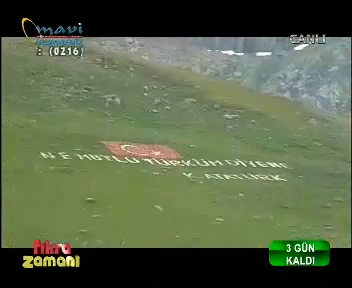 mavi
CANLI
: (0216)
NE MUTLU TÜRKÜM DİYENE
K. ATATÜRK
fıkra
zamanı
3 GÜN
KALDI